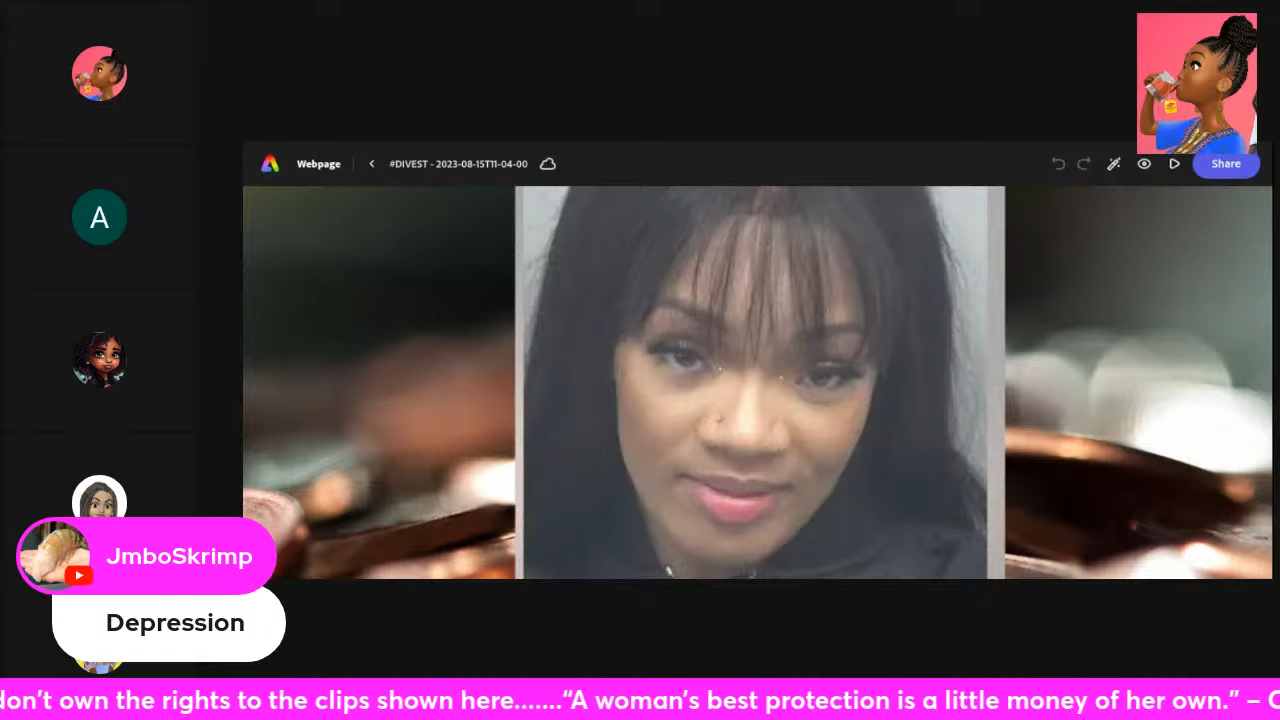 A
Webpage
#DIVEST - 2023-08-15T11-04-00
Share
JmboSkrimp
Depression
don't own the rights to the clips shown here.......“A woman's best protection is a little money of her own.” – C